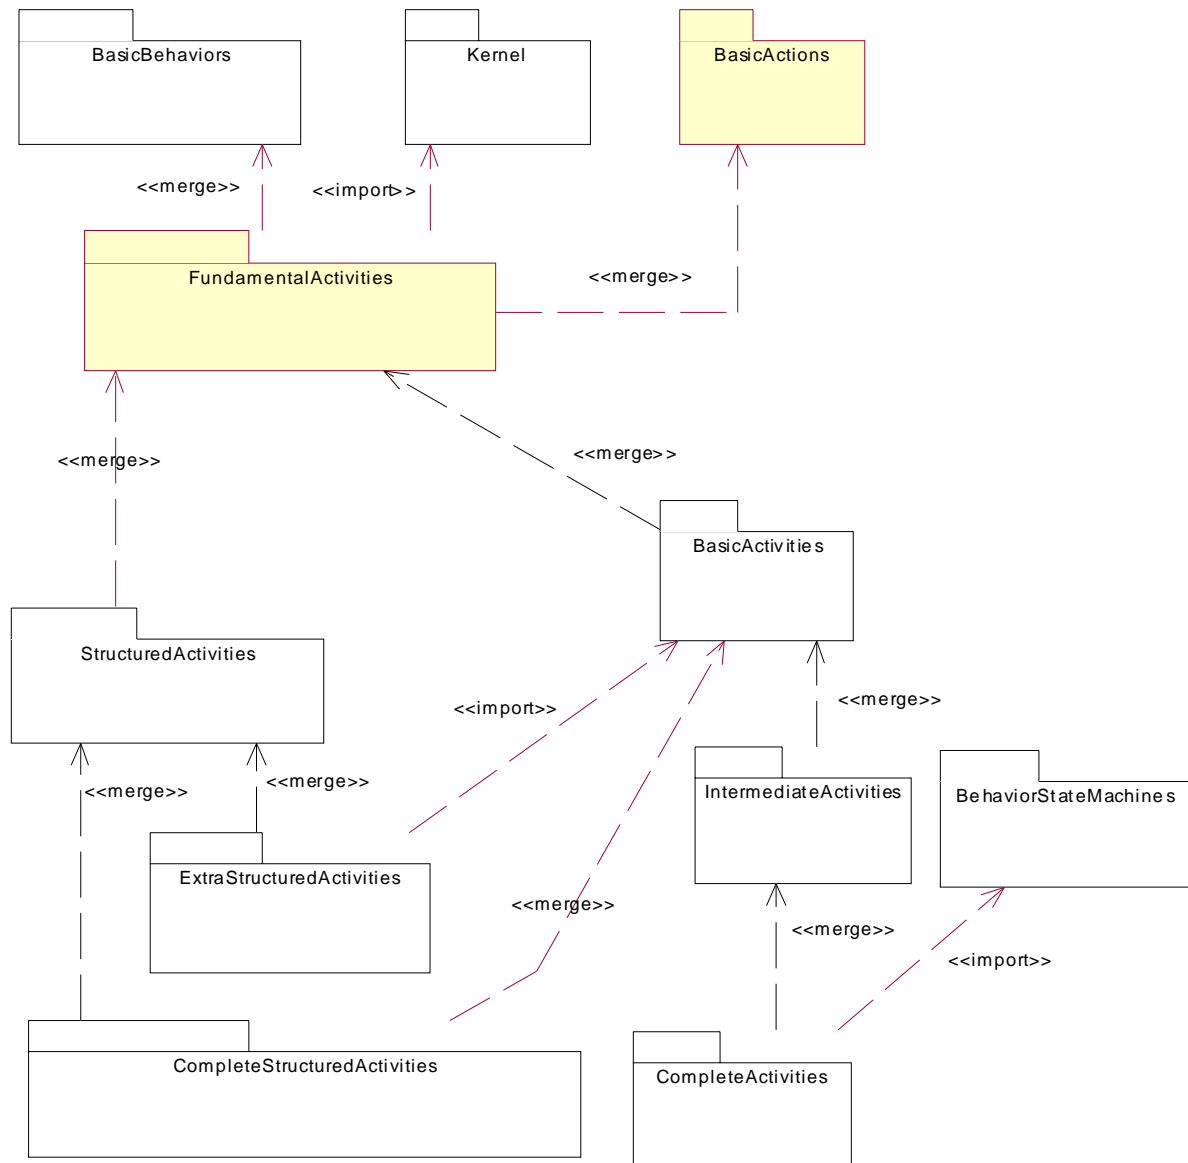 BasicBehaviors
Kernel
BasicActions
<<merge>>
<<import>>
FundamentalActivities
<<merge>>
<<merge>>
<<merge>>
BasicActivities
StructuredActivities
<<import>>
<<merge>>
<<merge>>
<<merge>>
IntermediateActivities
BehaviorStateMachines
ExtraStructuredActivities
<<merge>>
<<merge>>
<<import>>
CompleteStructuredActivities
CompleteActivities